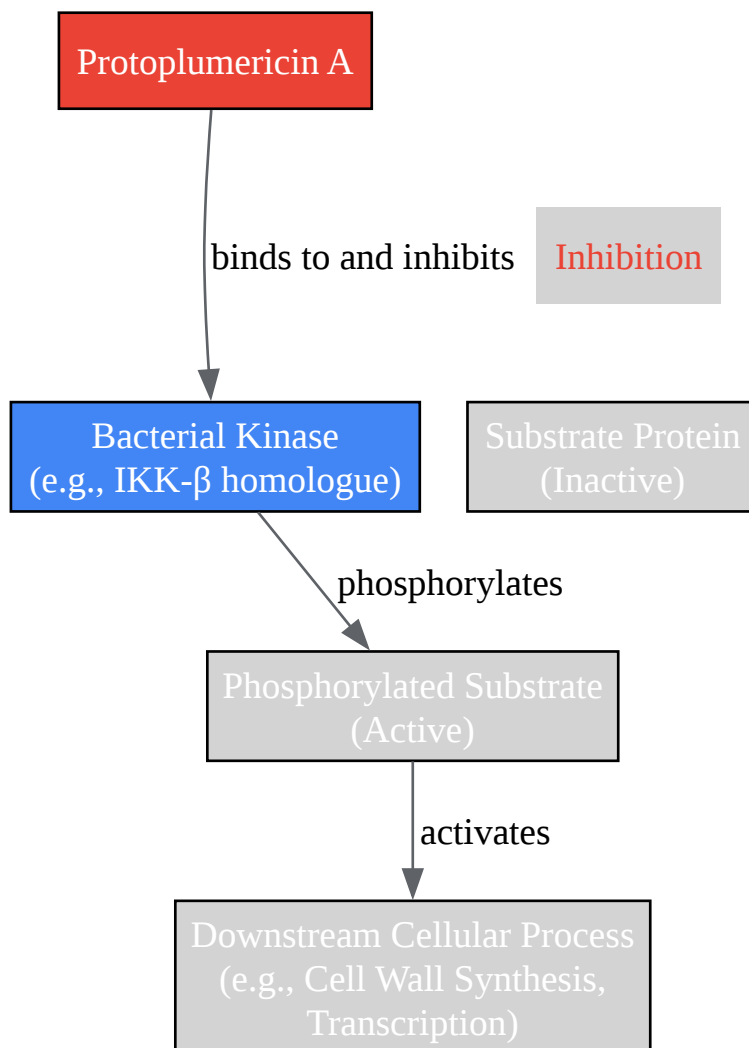 Protoplumericin A
binds to and inhibits
Inhibition
Bacterial Kinase
(e.g., IKK-β homologue)
Substrate Protein
(Inactive)
phosphorylates
Phosphorylated Substrate
(Active)
activates
Downstream Cellular Process
(e.g., Cell Wall Synthesis,
Transcription)